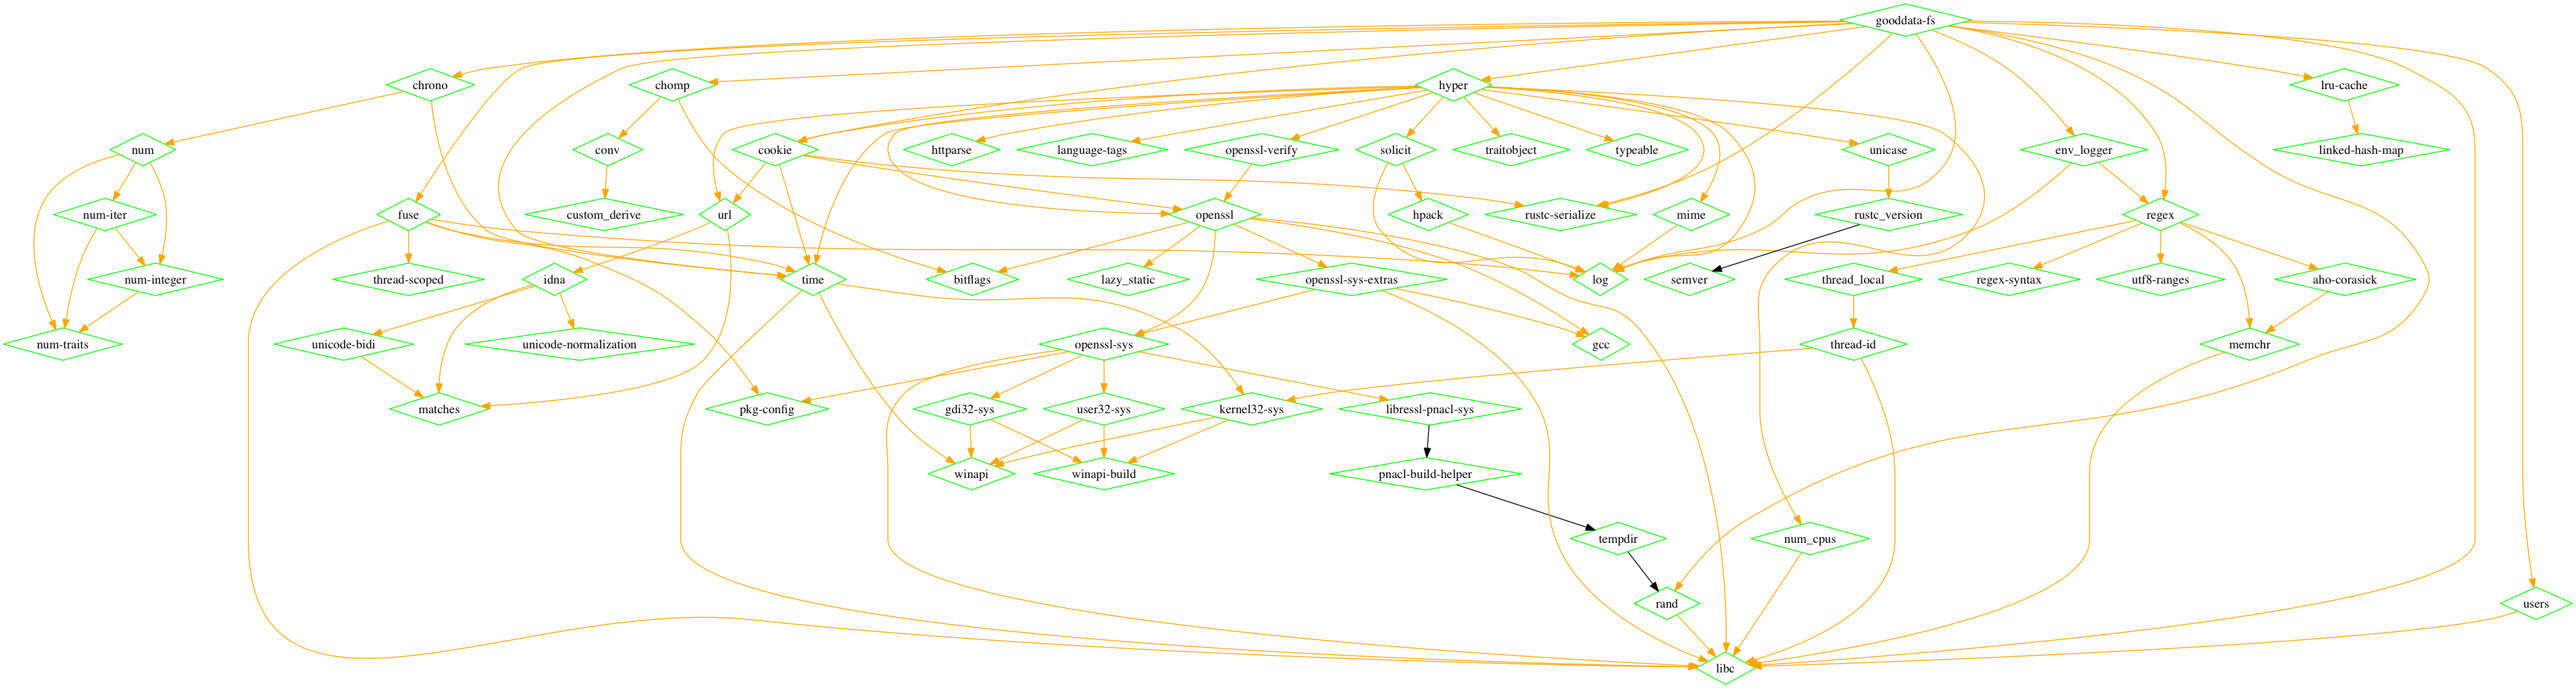 gooddata-fs
chrono
chomp
hyper
lru-cache
num
conv
cookie
httparse
language-tags
openssl-verify
solicit
traitobject
typeable
unicase
env_logger
linked-hash-map
num-iter
fuse
custom_derive
url
openssl
hpack
rustc-serialize
mime
rustc_version
regex
num-integer
thread-scoped
idna
time
bitflags
lazy_static
openssl-sys-extras
log
semver
thread_local
regex-syntax
utf8-ranges
aho-corasick
num-traits
unicode-bidi
unicode-normalization
openssl-sys
gcc
thread-id
memchr
matches
pkg-config
gdi32-sys
user32-sys
kernel32-sys
libressl-pnacl-sys
winapi
winapi-build
pnacl-build-helper
tempdir
num_cpus
rand
users
libc